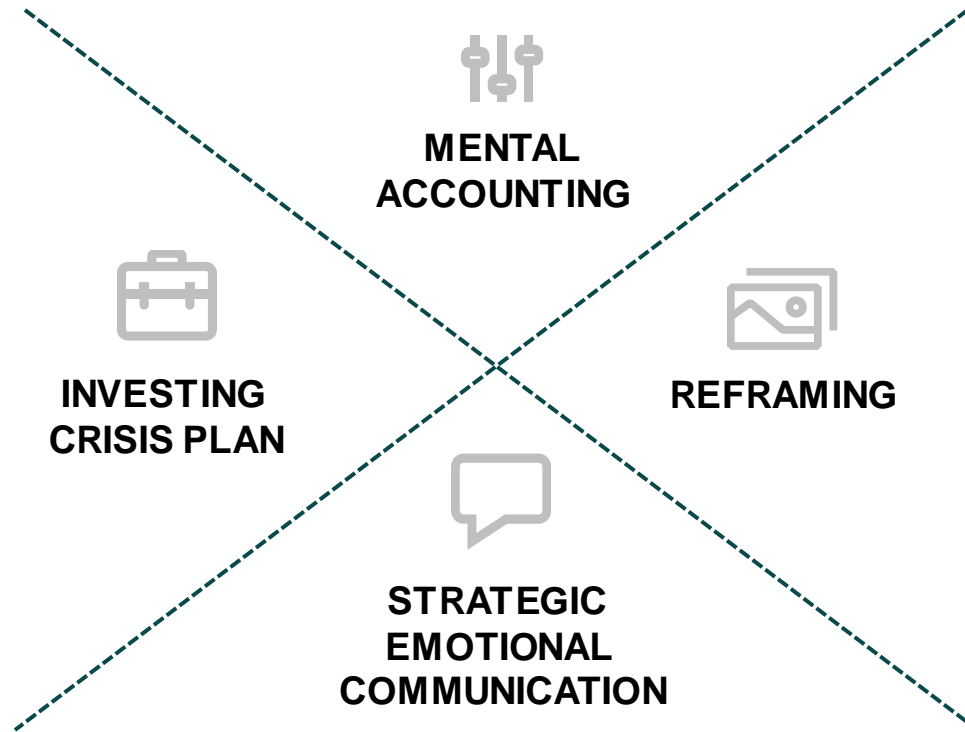 MENTAL
ACCOUNTING
INVESTING
CRISIS PLAN
REFRAMING
STRATEGIC
EMOTIONAL
COMMUNICATION